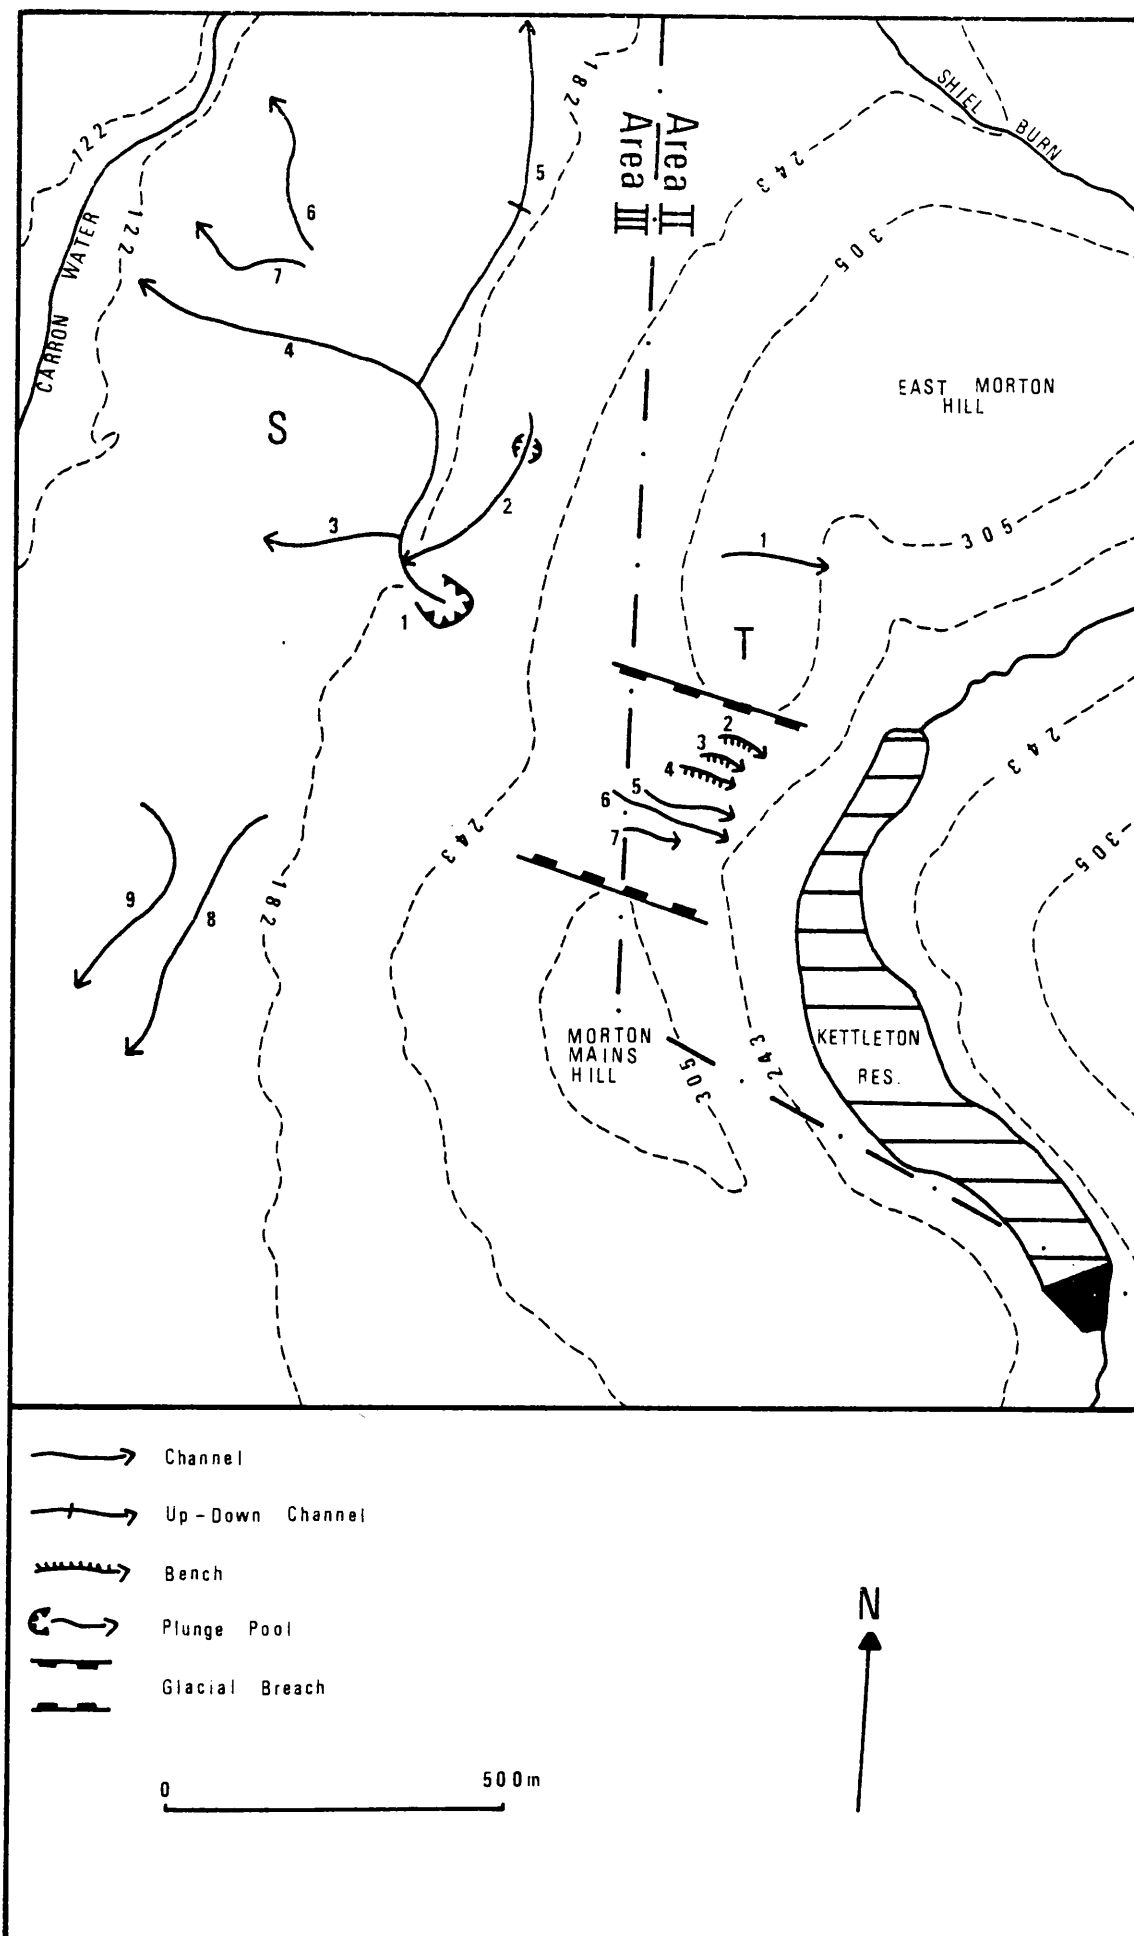 SHIEL BURN
182
Area II
Area III
122
5
243
6
122
7
305
CARRON WATER
4
EAST MORTON
HILL
S
2
3
305
1
1
T
2
3
4
243
6
5
7
243
305
9
8
182
MORTON
MAINS
HILL
KETTLETON
RES.
243
305
Channel
Up-Down Channel
Bench
Plunge Pool
Glacial Breach
N
0
500m